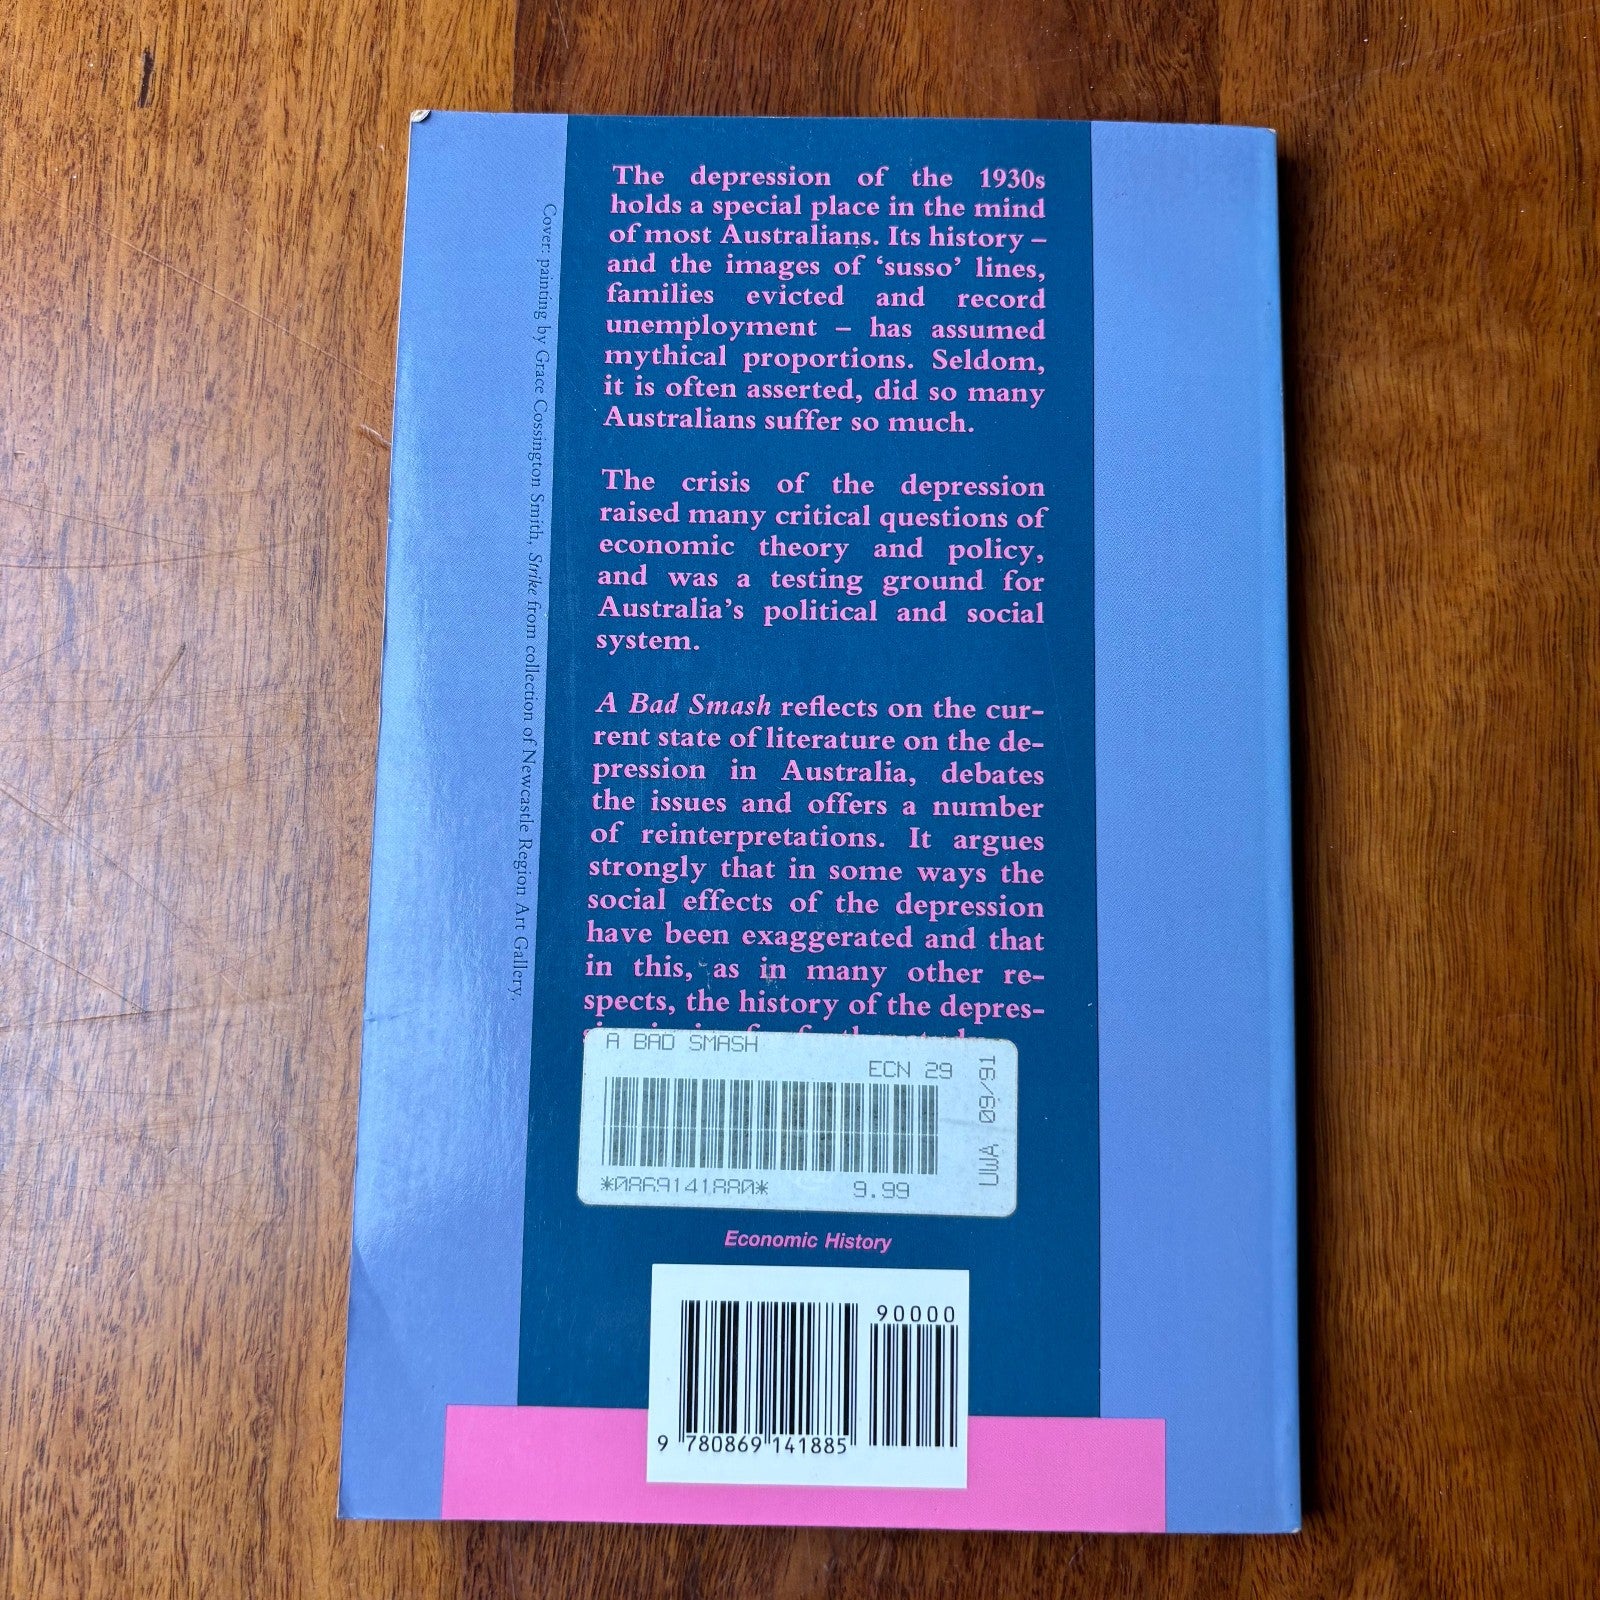 The depression of the 1930s
holds a special place in the mind
of most Australians. Its history –
and the images of ‘susso’ lines,
families evicted and record
unemployment – has assumed
mythical proportions. Seldom,
it is often asserted, did so many
Australians suffer so much.
The crisis of the depression
raised many critical questions of
economic theory and policy,
and was a testing ground for
Australia’s political and social
system.
A Bad Smash reflects on the cur-
rent state of literature on the de-
pression in Australia, debates
the issues and offers a number
of reinterpretations. It argues
strongly that in some ways the
social effects of the depression
have been exaggerated and that
in this, as in many other re-
spects, the history of the depres-
Cover: painting by Grace Cossington Smith, Strike from collection of Newcastle Region Art Gallery.
A BAD SMASH
ECN 29
UWA 09/91
*0869141880*
9.99
Economic History
90000
9 780869 141885